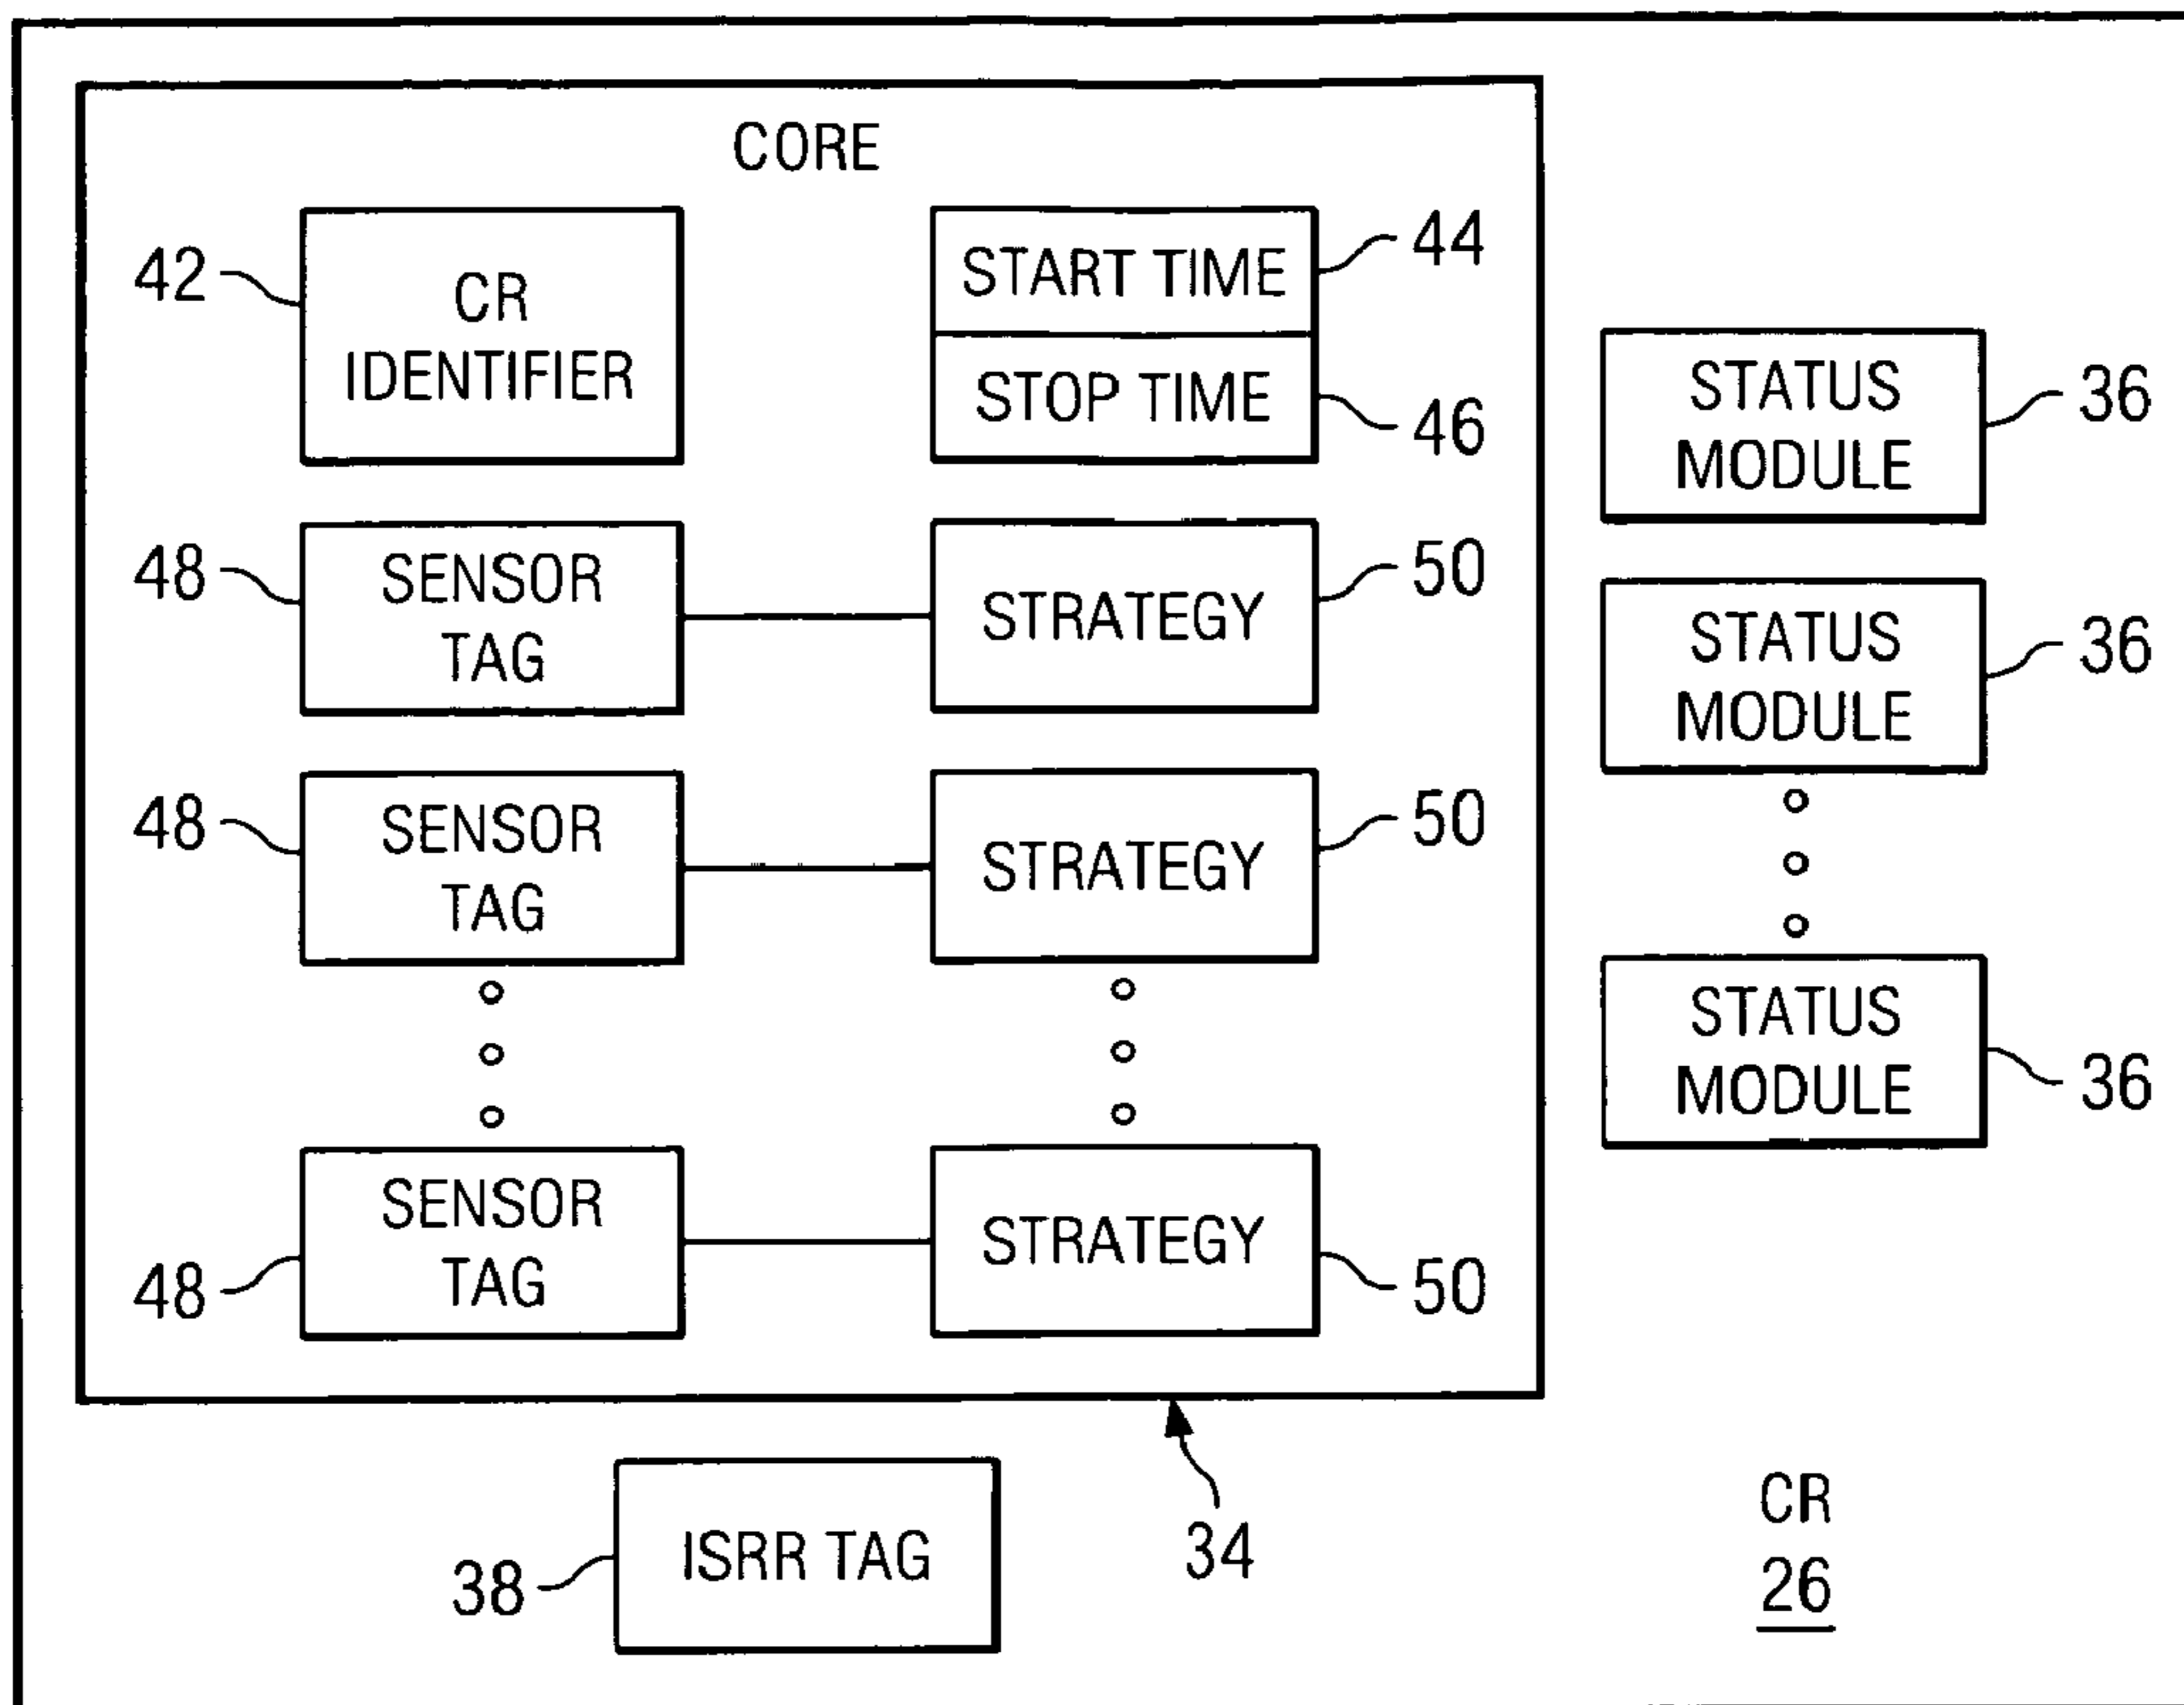 CORE
42
CR
IDENTIFIER
START TIME
44
STOP TIME
46
STATUS
MODULE
36
48
SENSOR
TAG
STRATEGY
50
STATUS
MODULE
36
48
SENSOR
TAG
STRATEGY
50
STATUS
MODULE
36
48
SENSOR
TAG
STRATEGY
50
38
ISRR TAG
34
CR
26